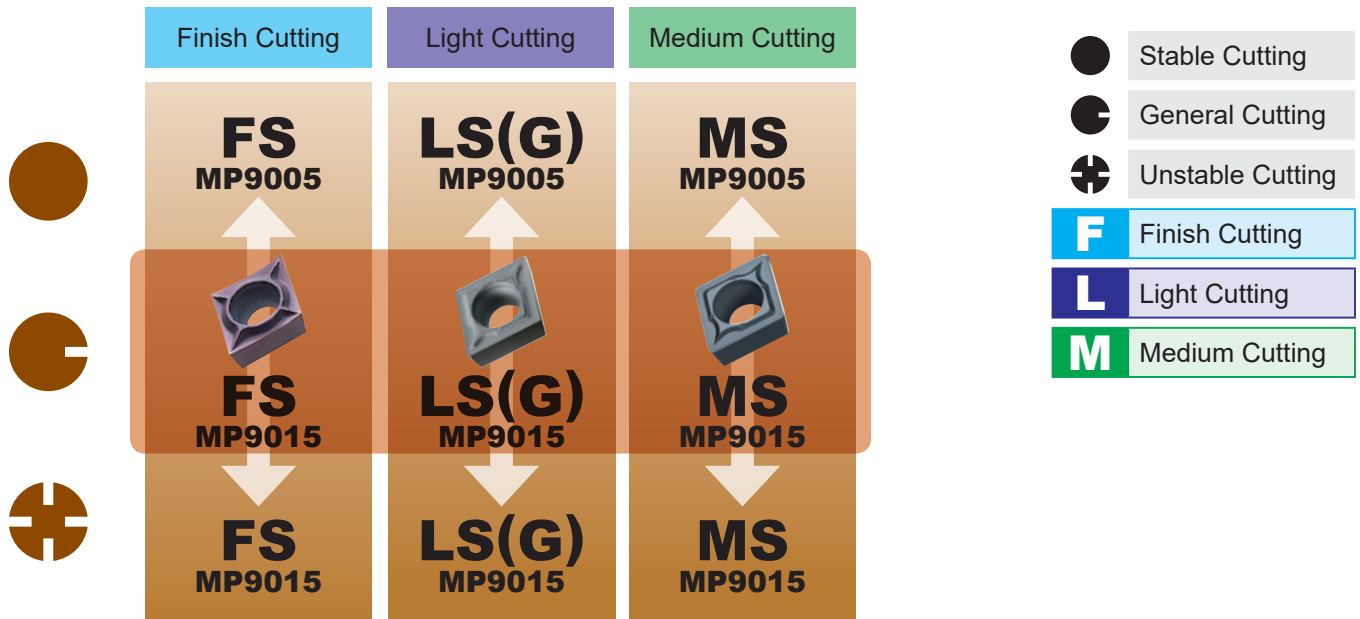 Finish Cutting
Light Cutting
Medium Cutting
FS
MP9005
LS(G)
MP9005
MS
MP9005
FS
MP9015
LS(G)
MP9015
MS
MP9015
FS
MP9015
LS(G)
MP9015
MS
MP9015
Stable Cutting
General Cutting
Unstable Cutting
F Finish Cutting
L Light Cutting
M Medium Cutting